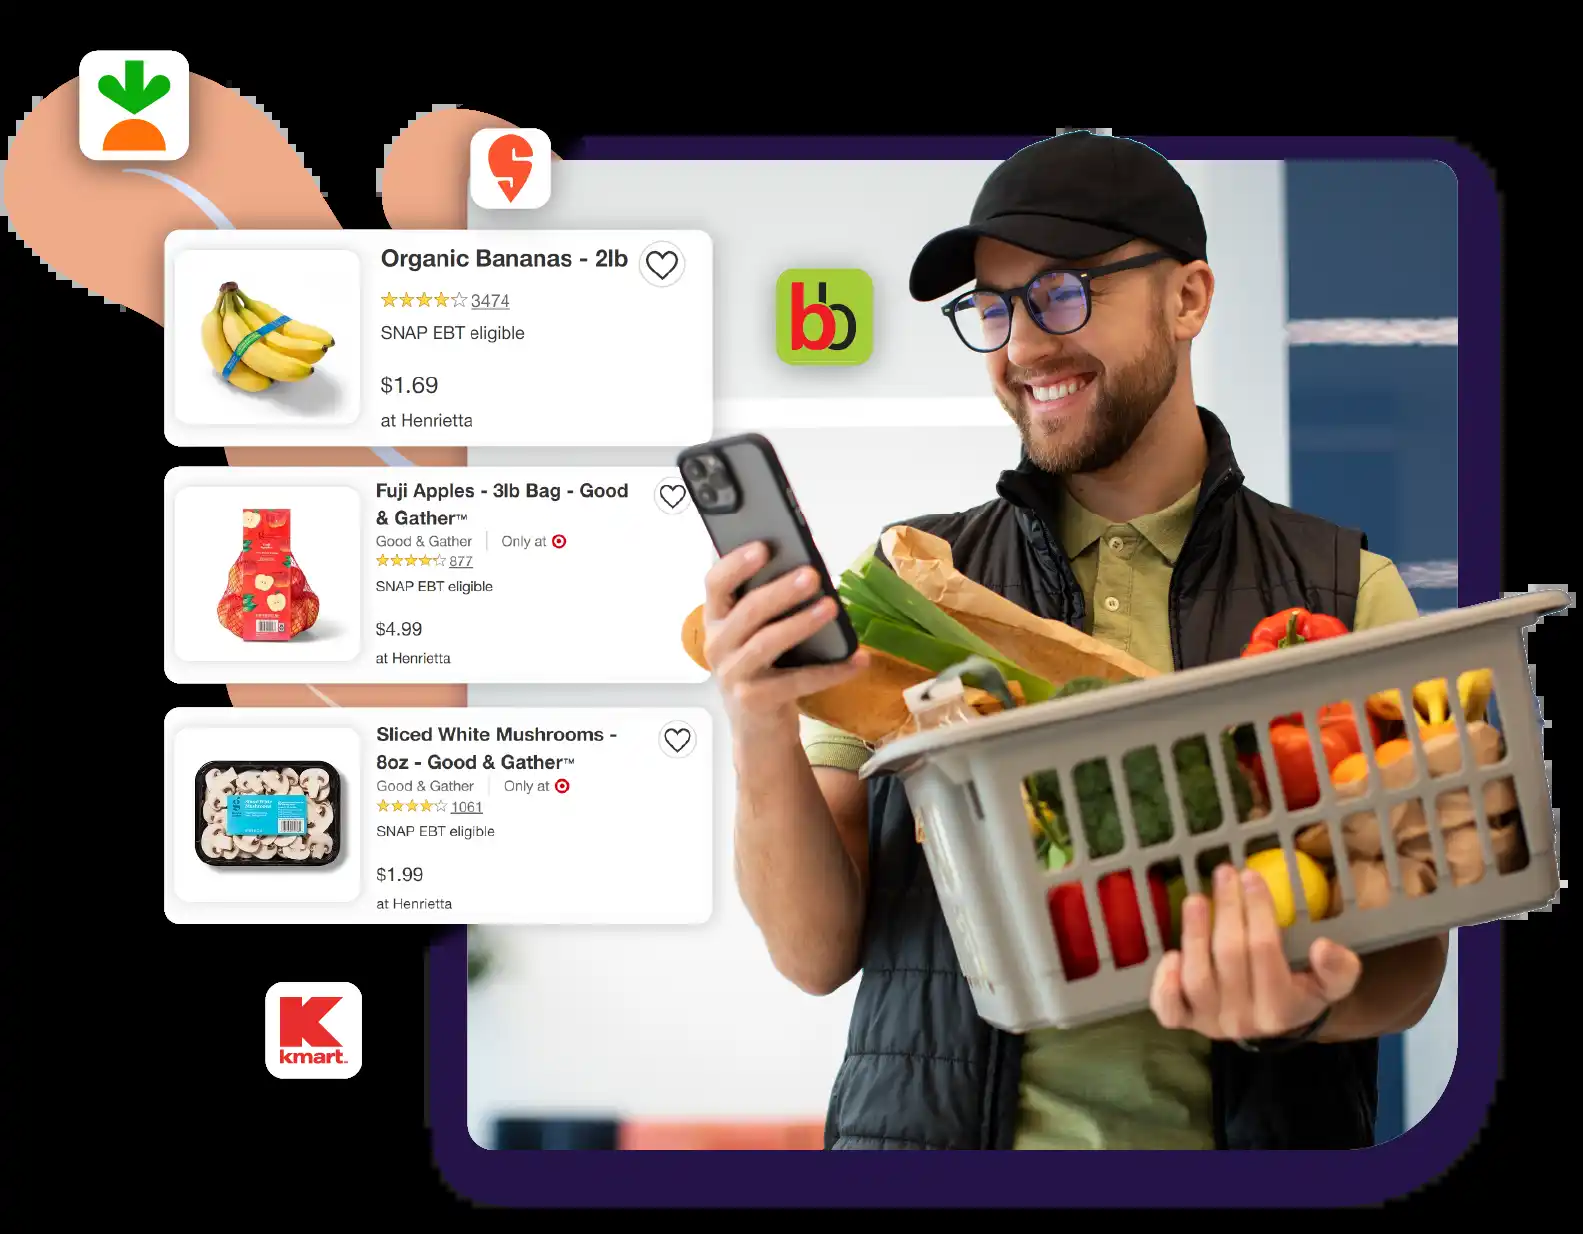 Organic Bananas - 2lb
3474
SNAP EBT eligible
$1.69
at Henrietta
Fuji Apples - 3lb Bag - Good
& Gather™
Good & Gather
Only at
877
SNAP EBT eligible
$4.99
at Henrietta
Sliced White Mushrooms -
8oz - Good & Gather™
Good & Gather
Only at
1061
SNAP EBT eligible
$1.99
at Henrietta
bb
K
kmart